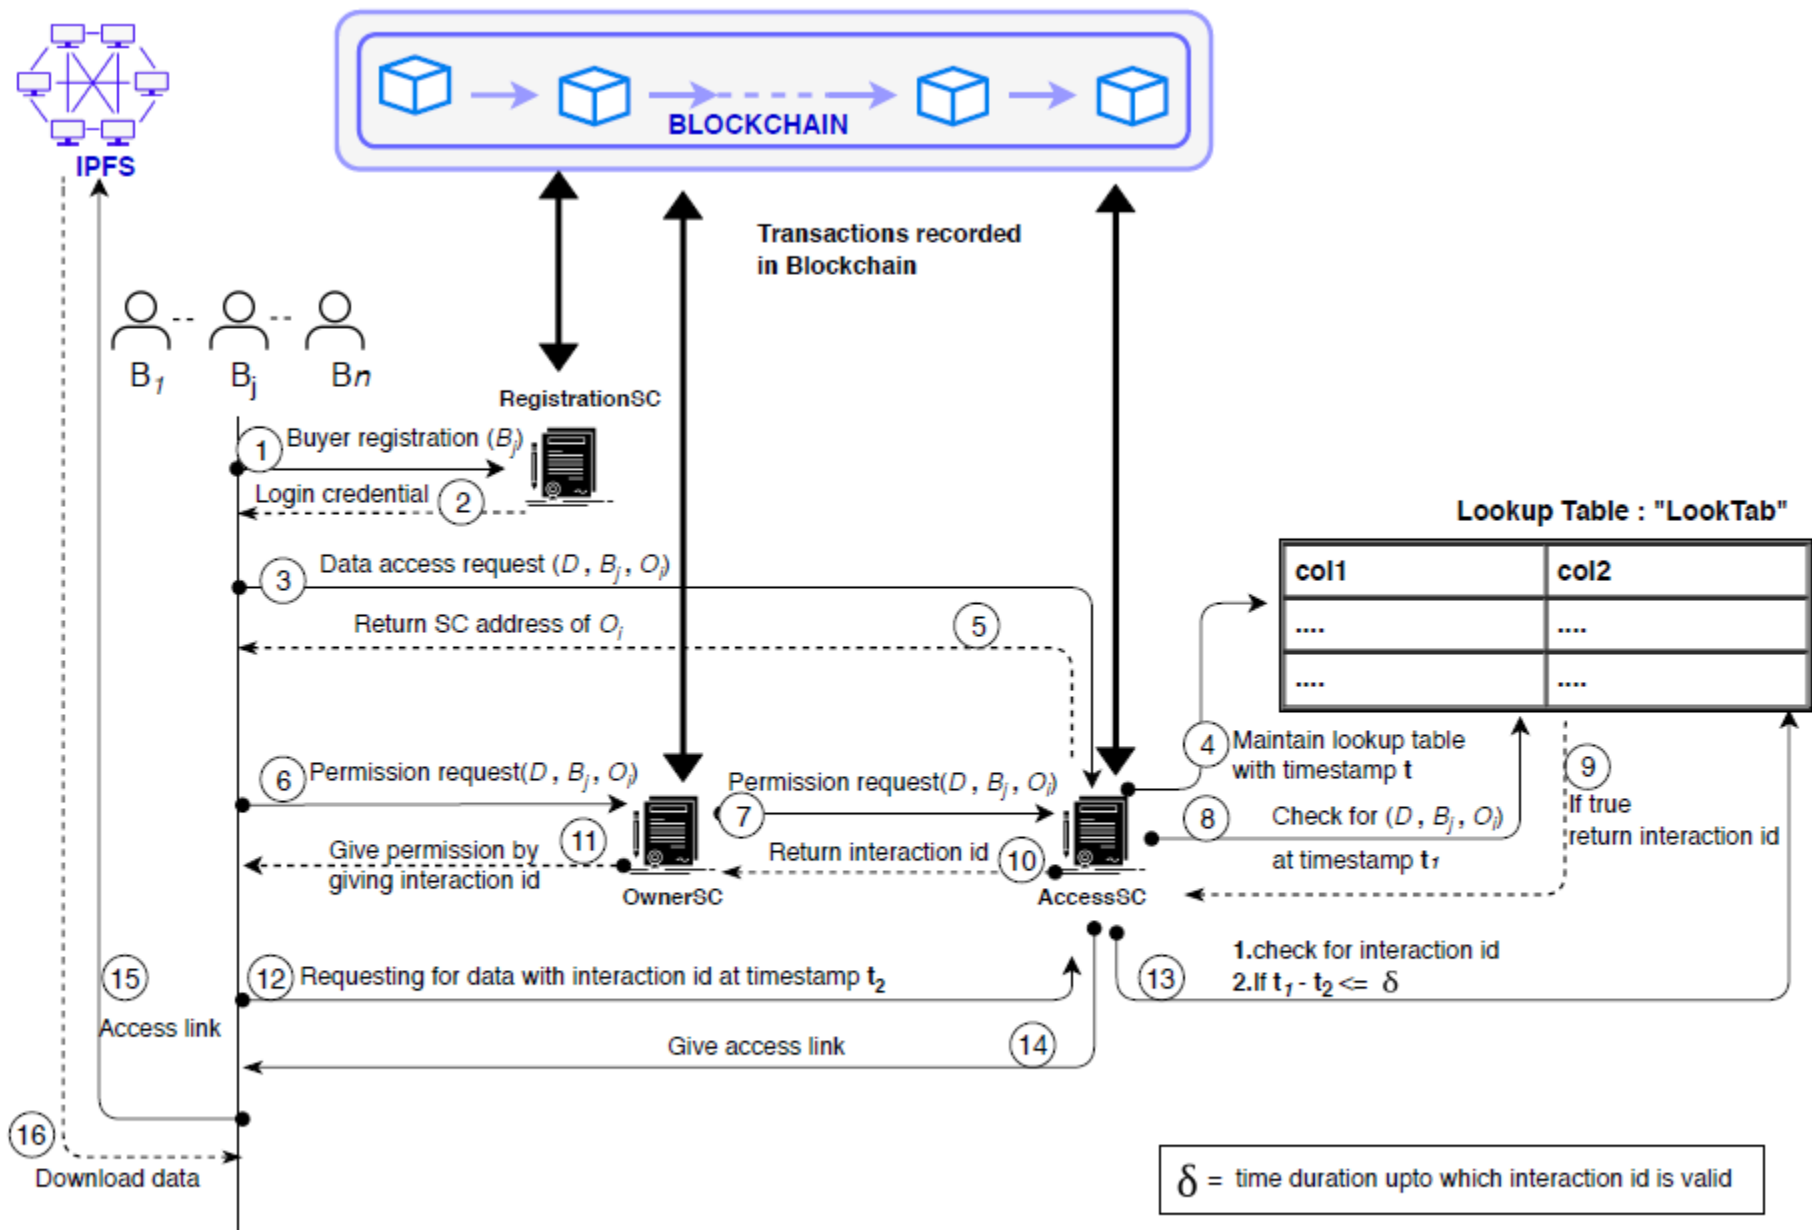 IPFS
BLOCKCHAIN
Transactions recorded
in Blockchain
B1 -- Bj -- Bn
RegistrationSC
1 Buyer registration (Bj)
Login credential 2
Lookup Table : "LookTab"
col1 col2
.... ....
.... ....
3 Data access request (D , Bj , Oi)
Return SC address of Oi 5
4 Maintain lookup table
with timestamp t
6 Permission request(D , Bj , Oi)
7 Permission request(D , Bj , Oi)
8 Check for (D , Bj , Oi)
at timestamp t1
9
If true
return interaction id
Return interaction id 10
11
Give permission by
giving interaction id
OwnerSC
AccessSC
12 Requesting for data with interaction id at timestamp t2
13
1.check for interaction id
2.If t1 - t2 <= δ
Give access link 14
15
Access link
16
Download data
δ = time duration upto which interaction id is valid